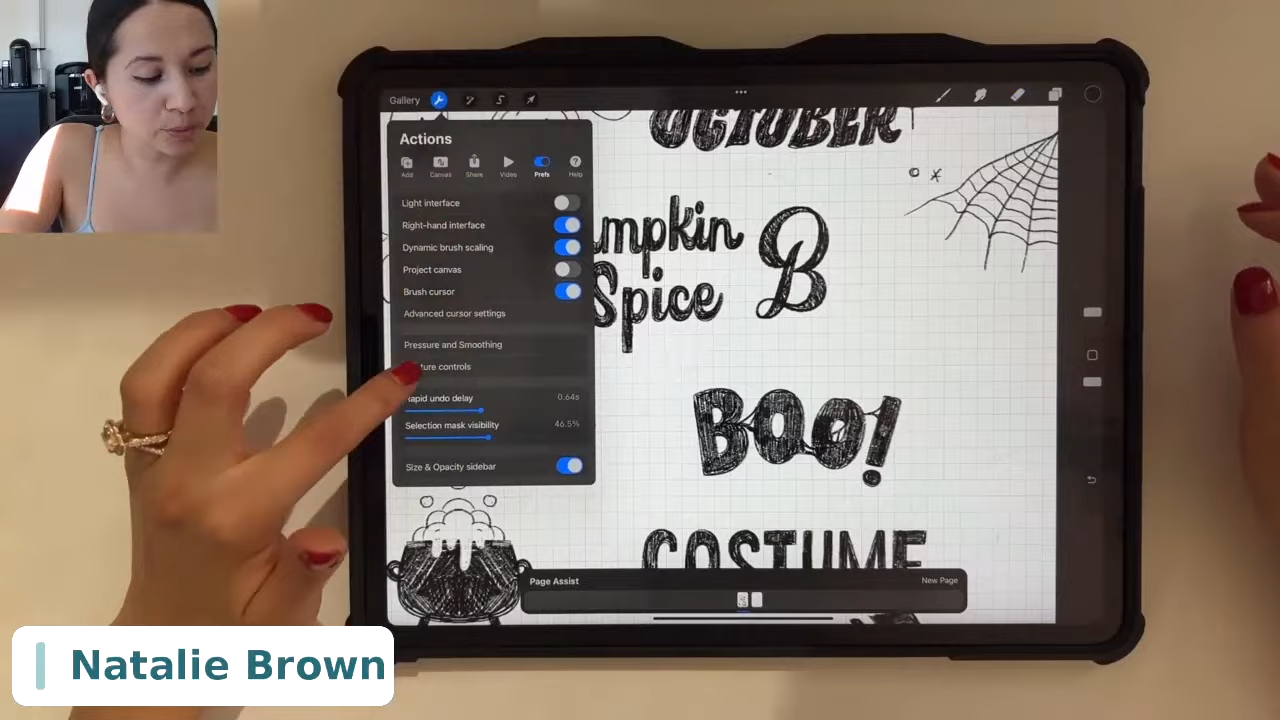 Gallery
Actions
Add Canvas Share Video Prefs Help
Light interface
Right-hand interface
Dynamic brush scaling
Project canvas
Brush cursor
Advanced cursor settings
Pressure and Smoothing
controls
Rapid undo delay 0.64s
Selection mask visibility 46.5%
Size & Opacity sidebar
OCTOBER
Spice
B
BOO!
COSTUME
Page Assist
New Page
Natalie Brown